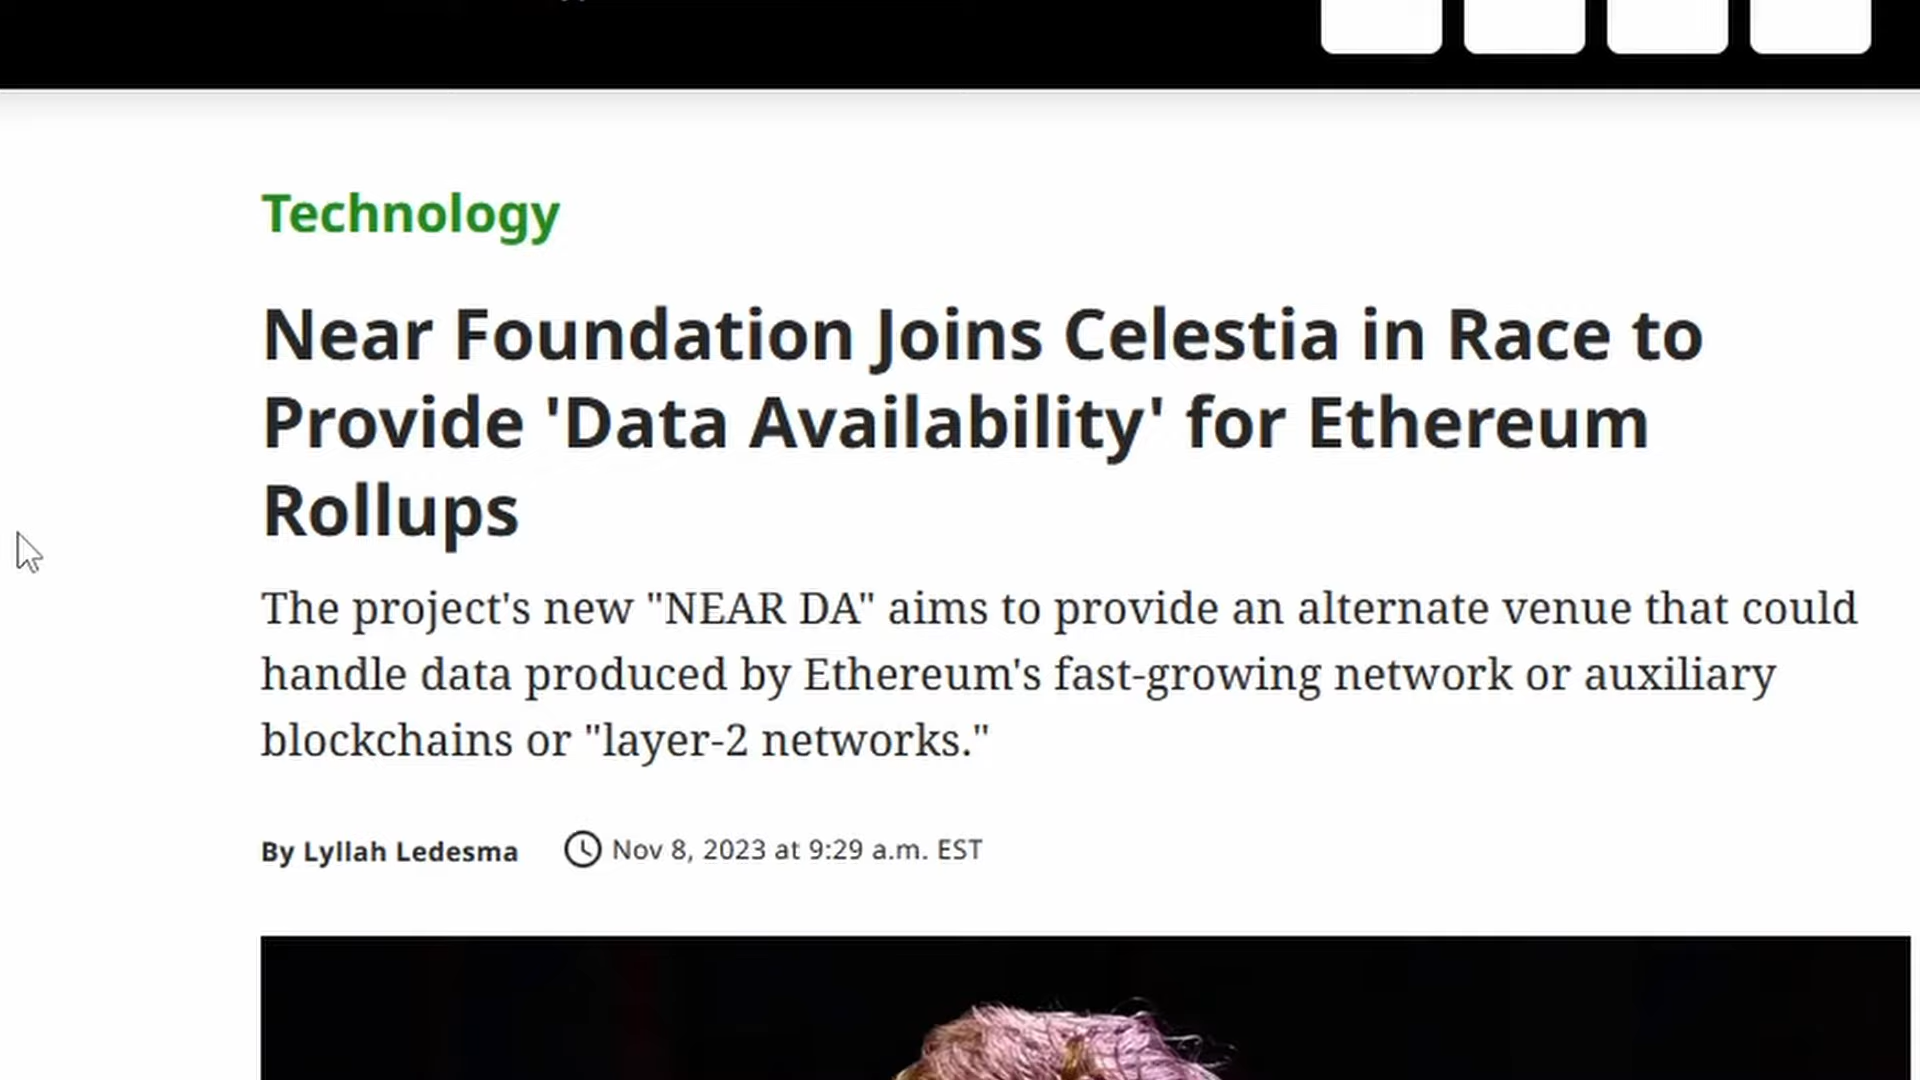 Technology
Near Foundation Joins Celestia in Race to
Provide 'Data Availability' for Ethereum
Rollups
The project's new "NEAR DA" aims to provide an alternate venue that could
handle data produced by Ethereum's fast-growing network or auxiliary
blockchains or "layer-2 networks."
By Lyllah Ledesma Nov 8, 2023 at 9:29 a.m. EST